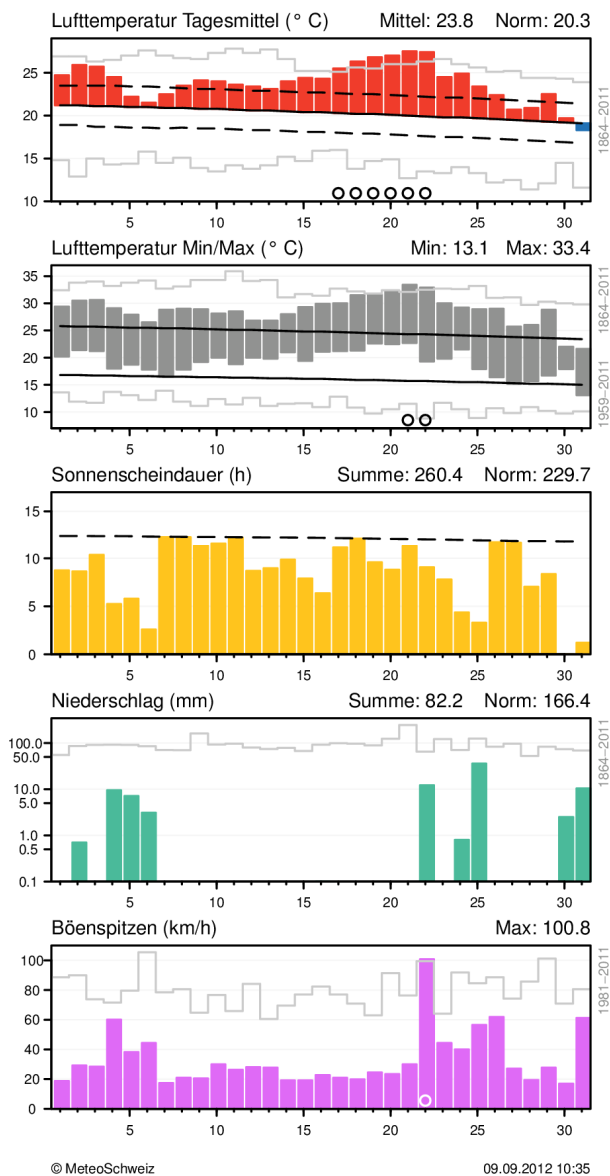 Lufttemperatur Tagesmittel (° C) Mittel: 23.8 Norm: 20.3
25
20
15
10
5 10 15 20 25 30
1864–2011
Lufttemperatur Min/Max (° C) Min: 13.1 Max: 33.4
35
30
25
20
15
10
5 10 15 20 25 30
1864–2011
1959–2011
Sonnenscheindauer (h) Summe: 260.4 Norm: 229.7
15
10
5
0
5 10 15 20 25 30
Niederschlag (mm) Summe: 82.2 Norm: 166.4
100.0
50.0
10.0
5.0
1.0
0.5
0.1
5 10 15 20 25 30
1864–2011
Böenspitzen (km/h) Max: 100.8
100
80
60
40
20
0
5 10 15 20 25 30
1981–2011
© MeteoSchweiz 09.09.2012 10:35